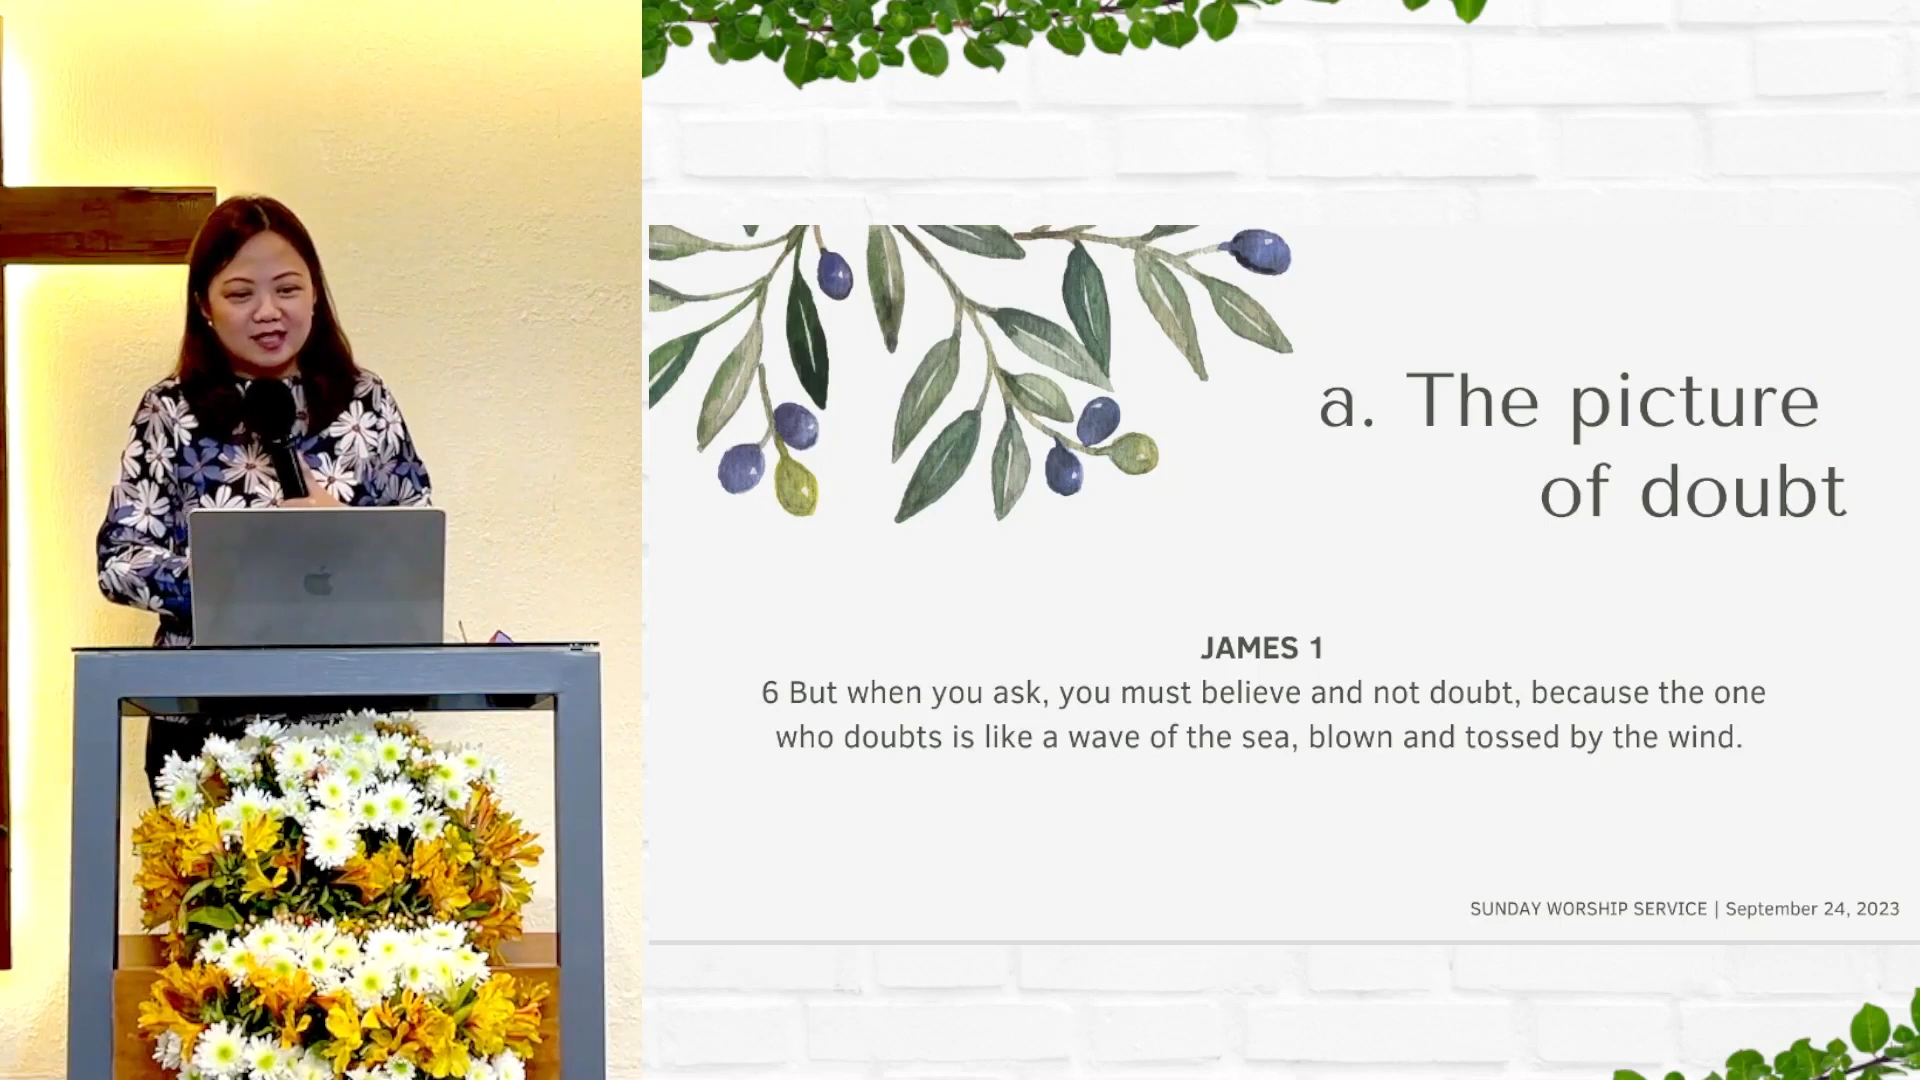 a. The picture
of doubt
JAMES 1
6 But when you ask, you must believe and not doubt, because the one
who doubts is like a wave of the sea, blown and tossed by the wind.
SUNDAY WORSHIP SERVICE | September 24, 2023